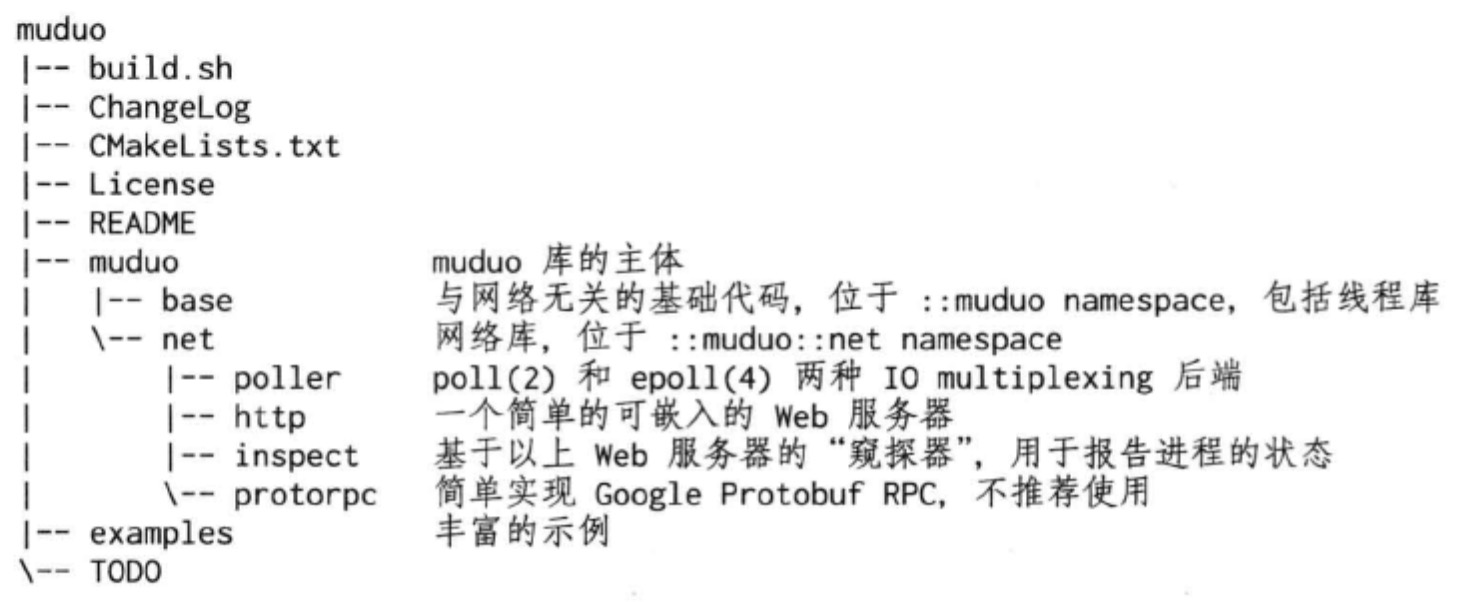 muduo
|-- build.sh
|-- ChangeLog
|-- CMakeLists.txt
|-- License
|-- README
|-- muduo                muduo 库的主体
|   |-- base             与网络无关的基础代码, 位于 ::muduo namespace, 包括线程库
|   \-- net              网络库, 位于 ::muduo::net namespace
|       |-- poller       poll(2) 和 epoll(4) 两种 IO multiplexing 后端
|       |-- http         一个简单的可嵌入的 Web 服务器
|       |-- inspect      基于以上 Web 服务器的“窥探器”, 用于报告进程的状态
|       \-- protorpc     简单实现 Google Protobuf RPC, 不推荐使用
|-- examples             丰富的示例
\-- TODO